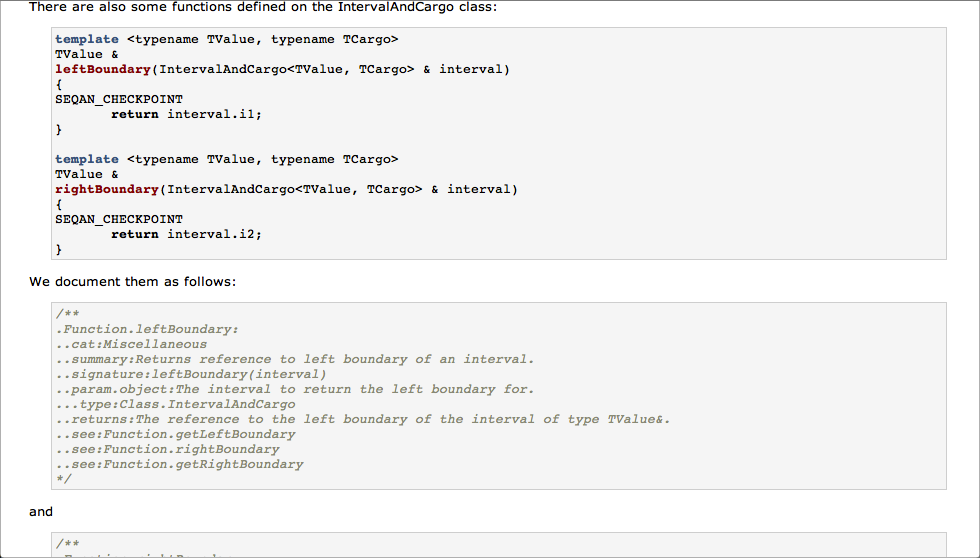 There are also some functions defined on the IntervalAndCargo class:
template <typename TValue, typename TCargo>
TValue &
leftBoundary(IntervalAndCargo<TValue, TCargo> & interval)
{
SEQAN_CHECKPOINT
return interval.i1;
}
template <typename TValue, typename TCargo>
TValue &
rightBoundary(IntervalAndCargo<TValue, TCargo> & interval)
{
SEQAN_CHECKPOINT
return interval.i2;
}
We document them as follows:
/**
.Function.leftBoundary:
..cat:Miscellaneous
..summary:Returns reference to left boundary of an interval.
..signature:leftBoundary(interval)
..param.object:The interval to return the left boundary for.
...type:Class.IntervalAndCargo
..returns:The reference to the left boundary of the interval of type TValue&.
..see:Function.getLeftBoundary
..see:Function.rightBoundary
..see:Function.getRightBoundary
*/
and
/**